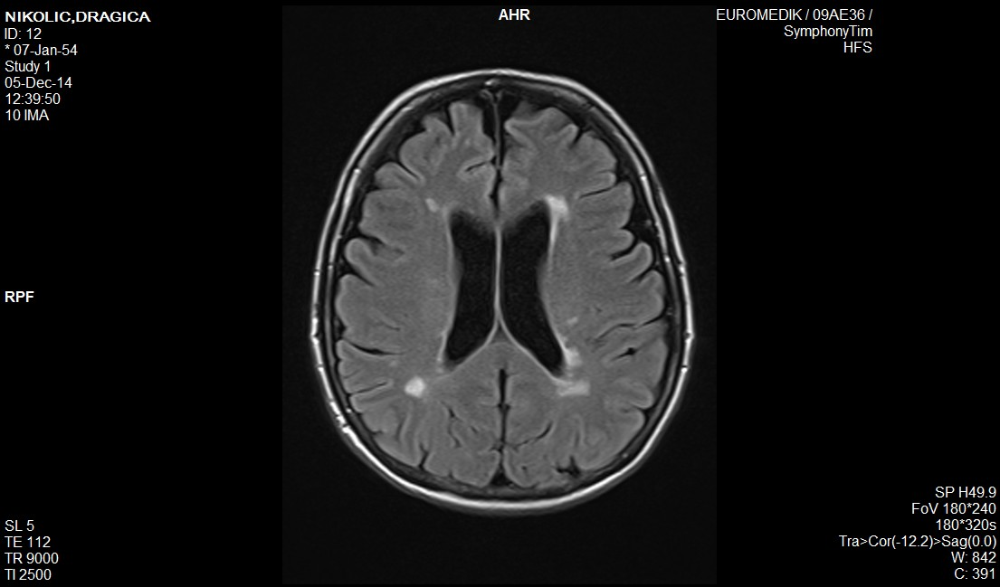 NIKOLIC,DRAGICA
ID: 12
* 07-Jan-54
Study 1
05-Dec-14
12:39:50
10 IMA
AHR
EUROMEDIK / 09AE36 /
SymphonyTim
HFS
RPF
SL 5
TE 112
TR 9000
TI 2500
SP H49.9
FoV 180*240
180*320s
Tra>Cor(-12.2)>Sag(0.0)
W: 842
C: 391